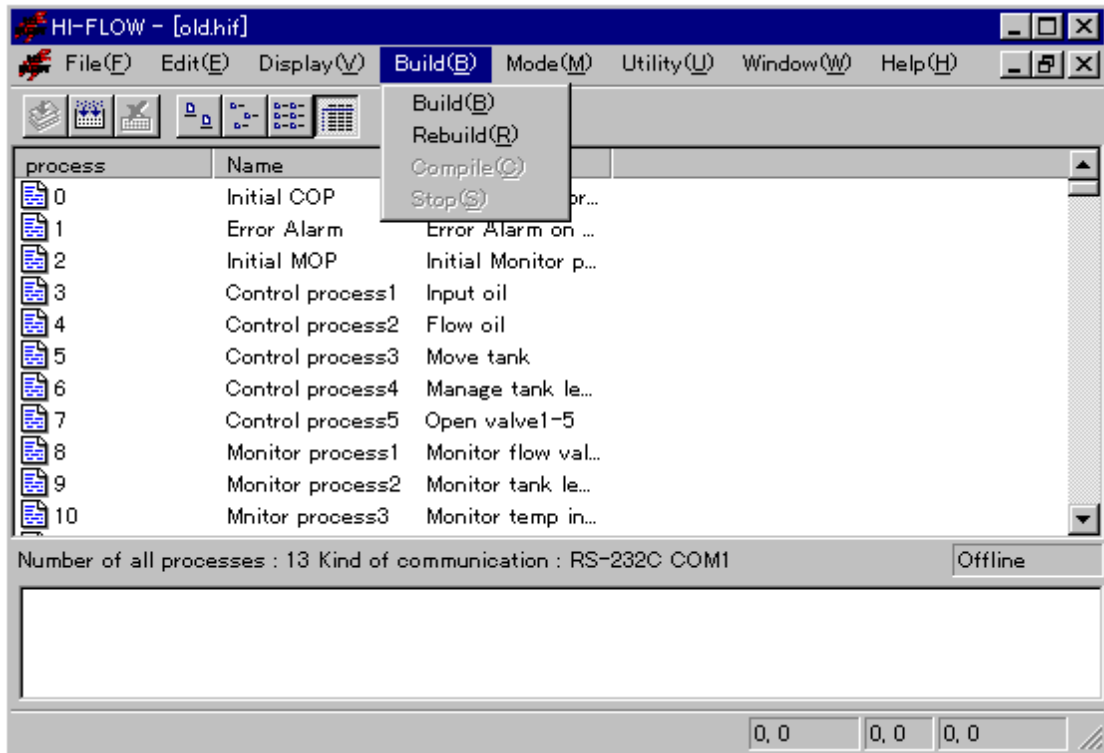 HI-FLOW - [old.hif]
File(F) Edit(E) Display(V) Build(B) Mode(M) Utility(U) Window(W) Help(H)
Build(B)
Rebuild(R)
Compile(C)
Stop(S)
process Name
0 Initial COP or...
1 Error Alarm Error Alarm on ...
2 Initial MOP Initial Monitor p...
3 Control process1 Input oil
4 Control process2 Flow oil
5 Control process3 Move tank
6 Control process4 Manage tank le...
7 Control process5 Open valve1-5
8 Monitor process1 Monitor flow val...
9 Monitor process2 Monitor tank le...
10 Mnitor process3 Monitor temp in...
Number of all processes : 13 Kind of communication : RS-232C COM1 Offline
0, 0 0, 0 0, 0